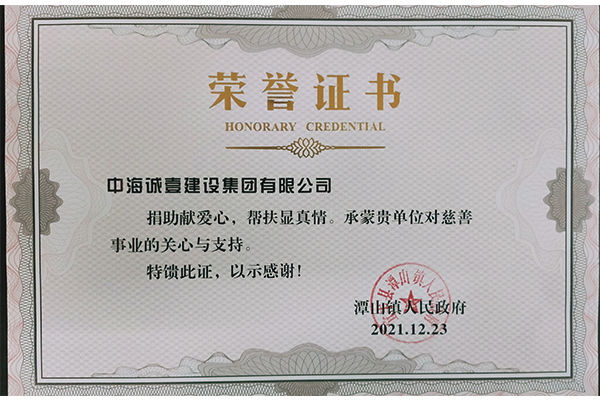 荣誉证书
HONORARY CREDENTIAL
中海诚壹建设集团有限公司
捐助献爱心，帮扶显真情。承蒙贵单位对慈善
事业的关心与支持。
特馈此证，以示感谢！
潭山镇人民政府
2021.12.23